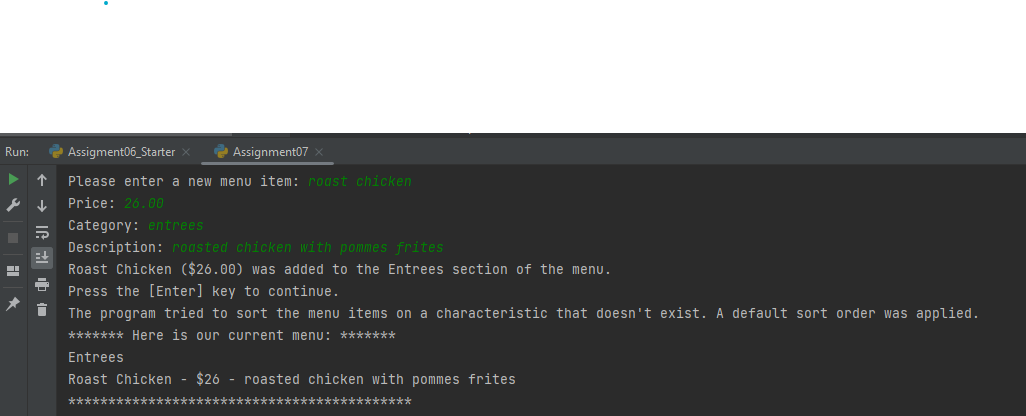 Run: Assigment06_Starter × Assignment07 ×
Please enter a new menu item: roast chicken
Price: 26.00
Category: entrees
Description: roasted chicken with pommes frites
Roast Chicken ($26.00) was added to the Entrees section of the menu.
Press the [Enter] key to continue.
The program tried to sort the menu items on a characteristic that doesn't exist. A default sort order was applied.
******* Here is our current menu: *******
Entrees
Roast Chicken - $26 - roasted chicken with pommes frites
*******************************************